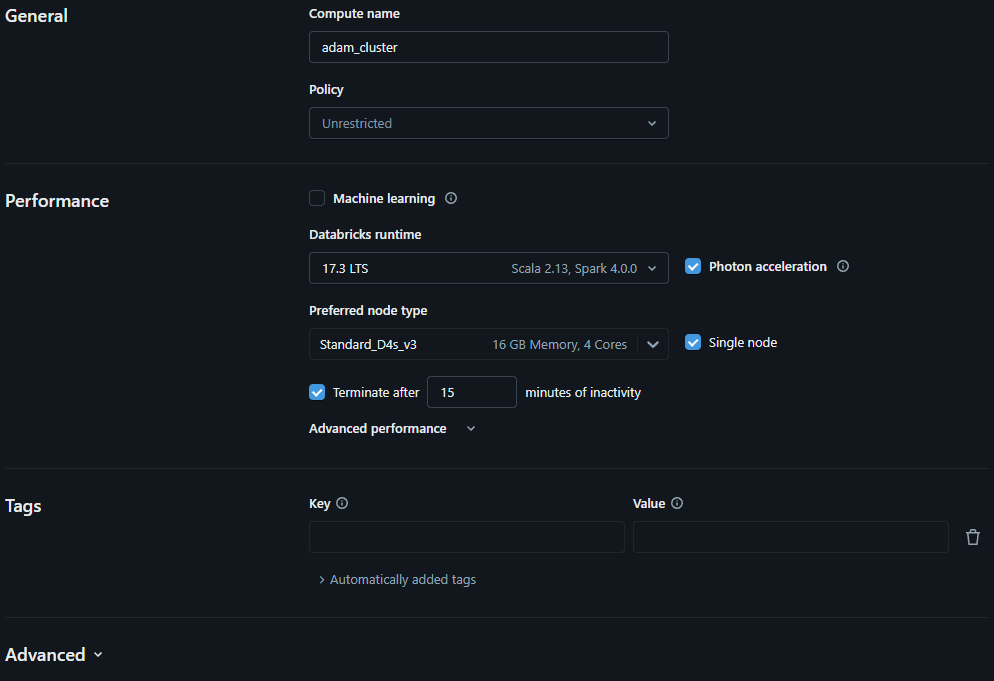 General
Compute name
adam_cluster
Policy
Unrestricted
Performance
Machine learning
Databricks runtime
17.3 LTS Scala 2.13, Spark 4.0.0
Photon acceleration
Preferred node type
Standard_D4s_v3 16 GB Memory, 4 Cores
Single node
Terminate after 15 minutes of inactivity
Advanced performance
Tags
Key Value
Automatically added tags
Advanced